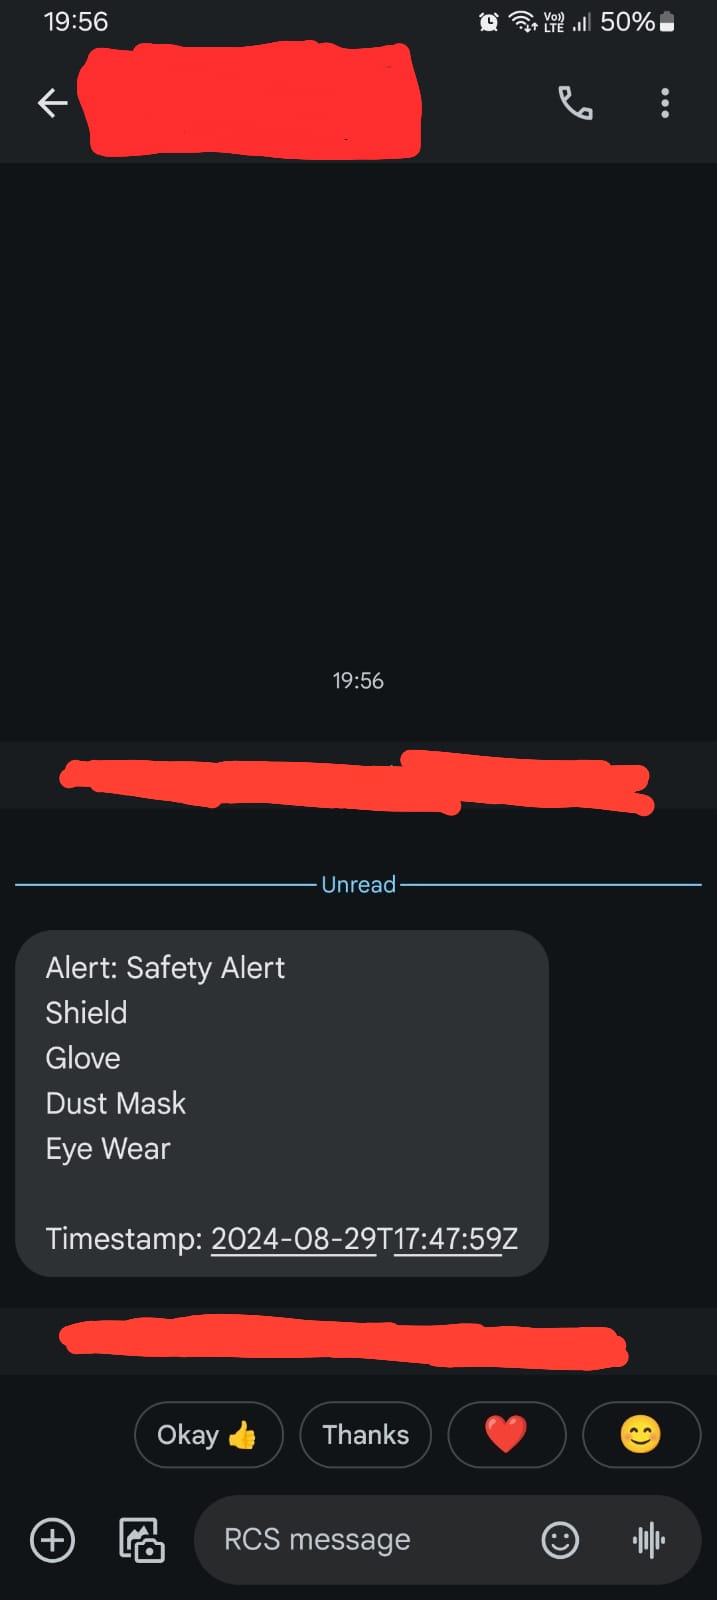 19:56
Vo)) LTE
50%
19:56
Unread
Alert: Safety Alert
Shield
Glove
Dust Mask
Eye Wear
Timestamp: 2024-08-29T17:47:59Z
Okay 👍
Thanks
❤️
😊
RCS message